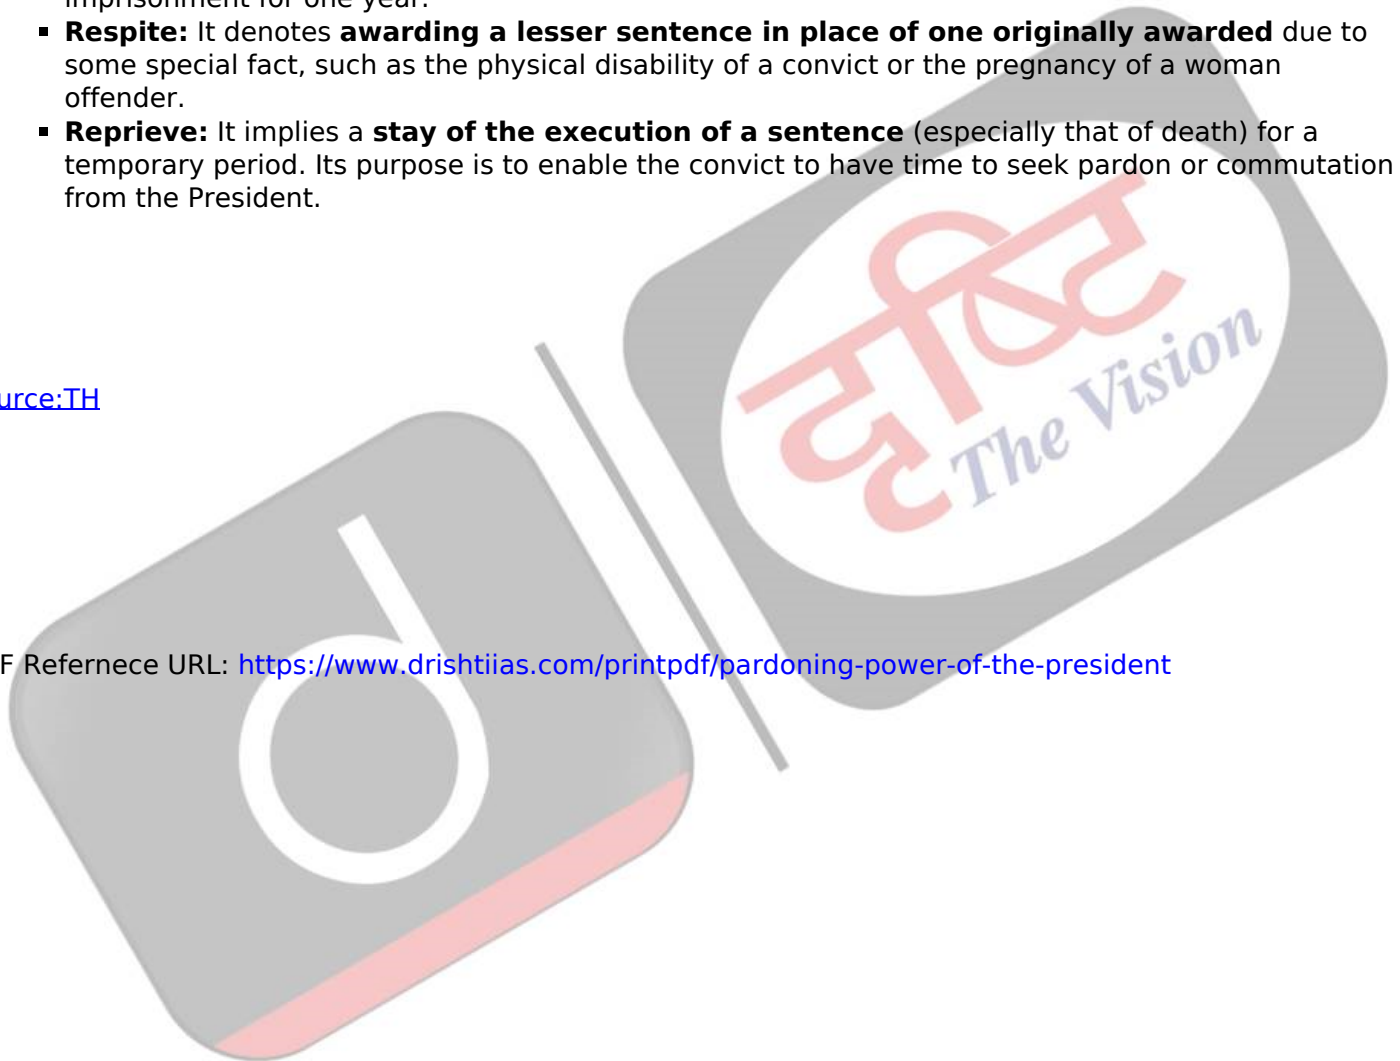 imprisonment for one year.
▪ Respite: It denotes awarding a lesser sentence in place of one originally awarded due to
some special fact, such as the physical disability of a convict or the pregnancy of a woman
offender.
▪ Reprieve: It implies a stay of the execution of a sentence (especially that of death) for a
temporary period. Its purpose is to enable the convict to have time to seek pardon or commutation
from the President.
दृष्टि
The Vision
urce:TH
d
F Refernece URL: https://www.drishtiias.com/printpdf/pardoning-power-of-the-president